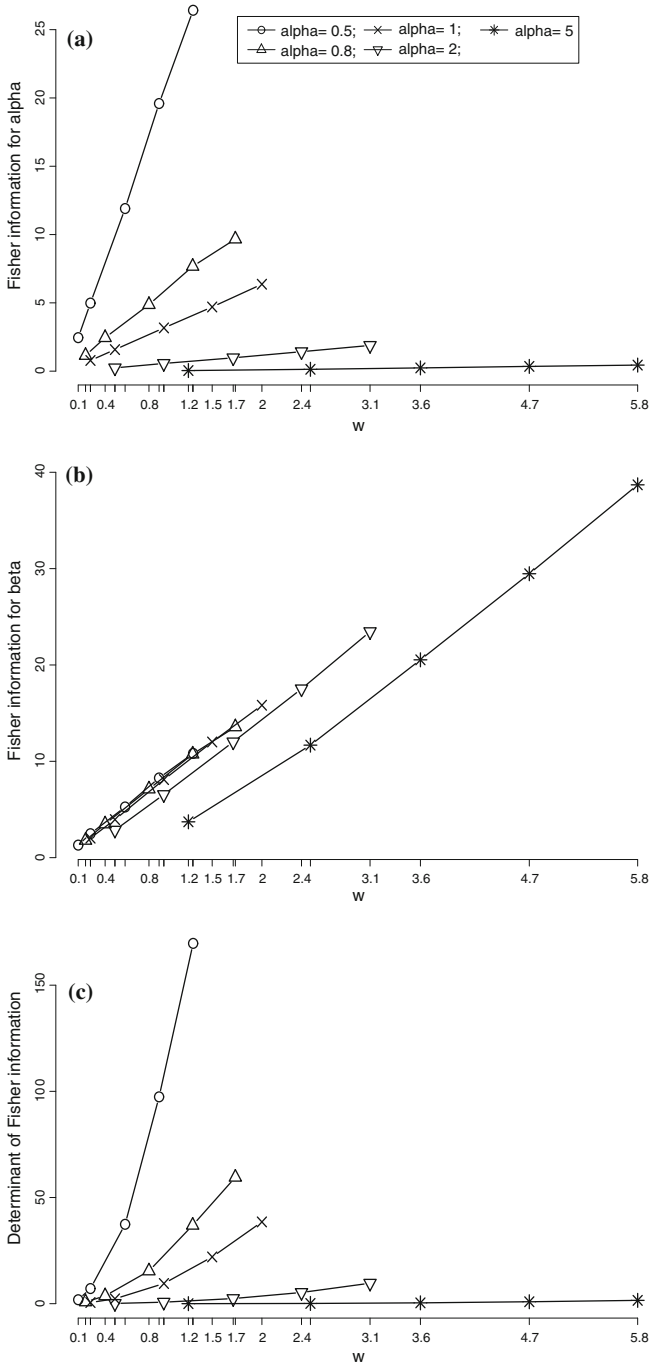 (a)
alpha= 0.5; alpha= 1; alpha= 5
alpha= 0.8; alpha= 2;
Fisher information for alpha
25
20
15
10
5
0
0.1 0.4 0.8 1.2 1.5 1.7 2 2.4 3.1 3.6 4.7 5.8
w
(b)
Fisher information for beta
40
30
20
10
0
0.1 0.4 0.8 1.2 1.5 1.7 2 2.4 3.1 3.6 4.7 5.8
w
(c)
Determinant of Fisher information
150
100
50
0
0.1 0.4 0.8 1.2 1.5 1.7 2 2.4 3.1 3.6 4.7 5.8
w